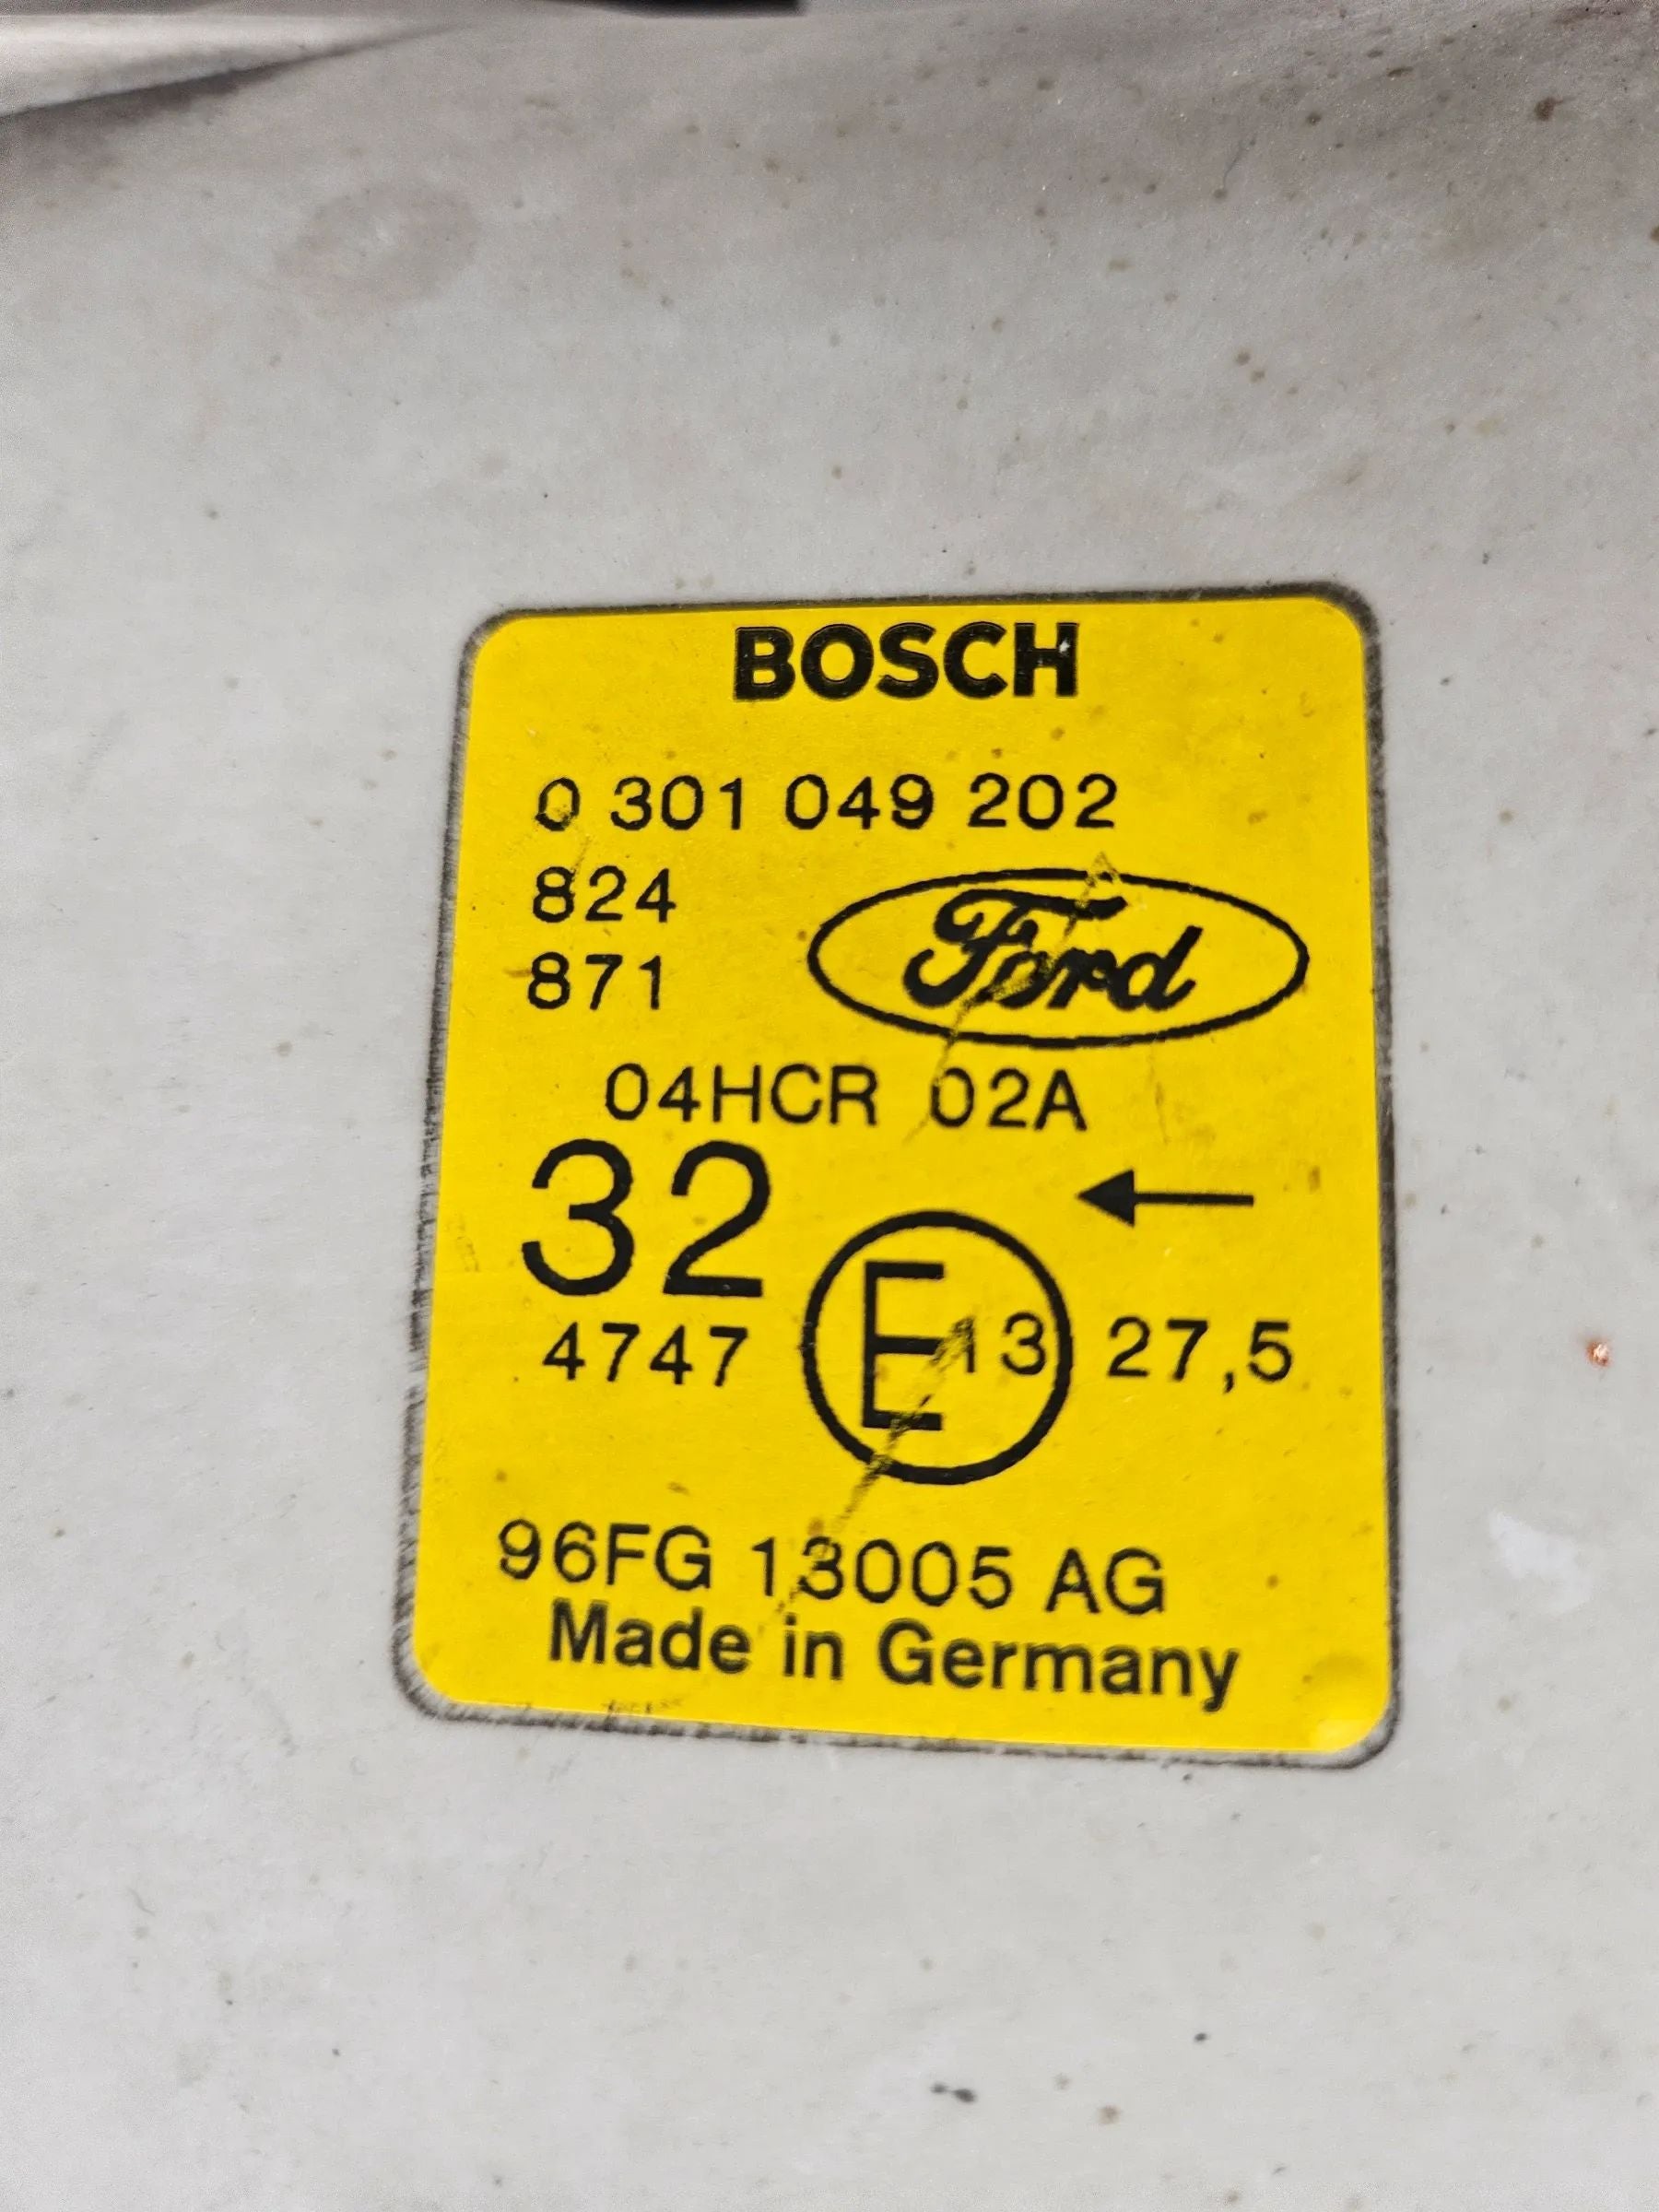 BOSCH
0 301 049 202
824
871
Ford
04HCR 02A
32
4747 E13 27,5
96FG 13005 AG
Made in Germany